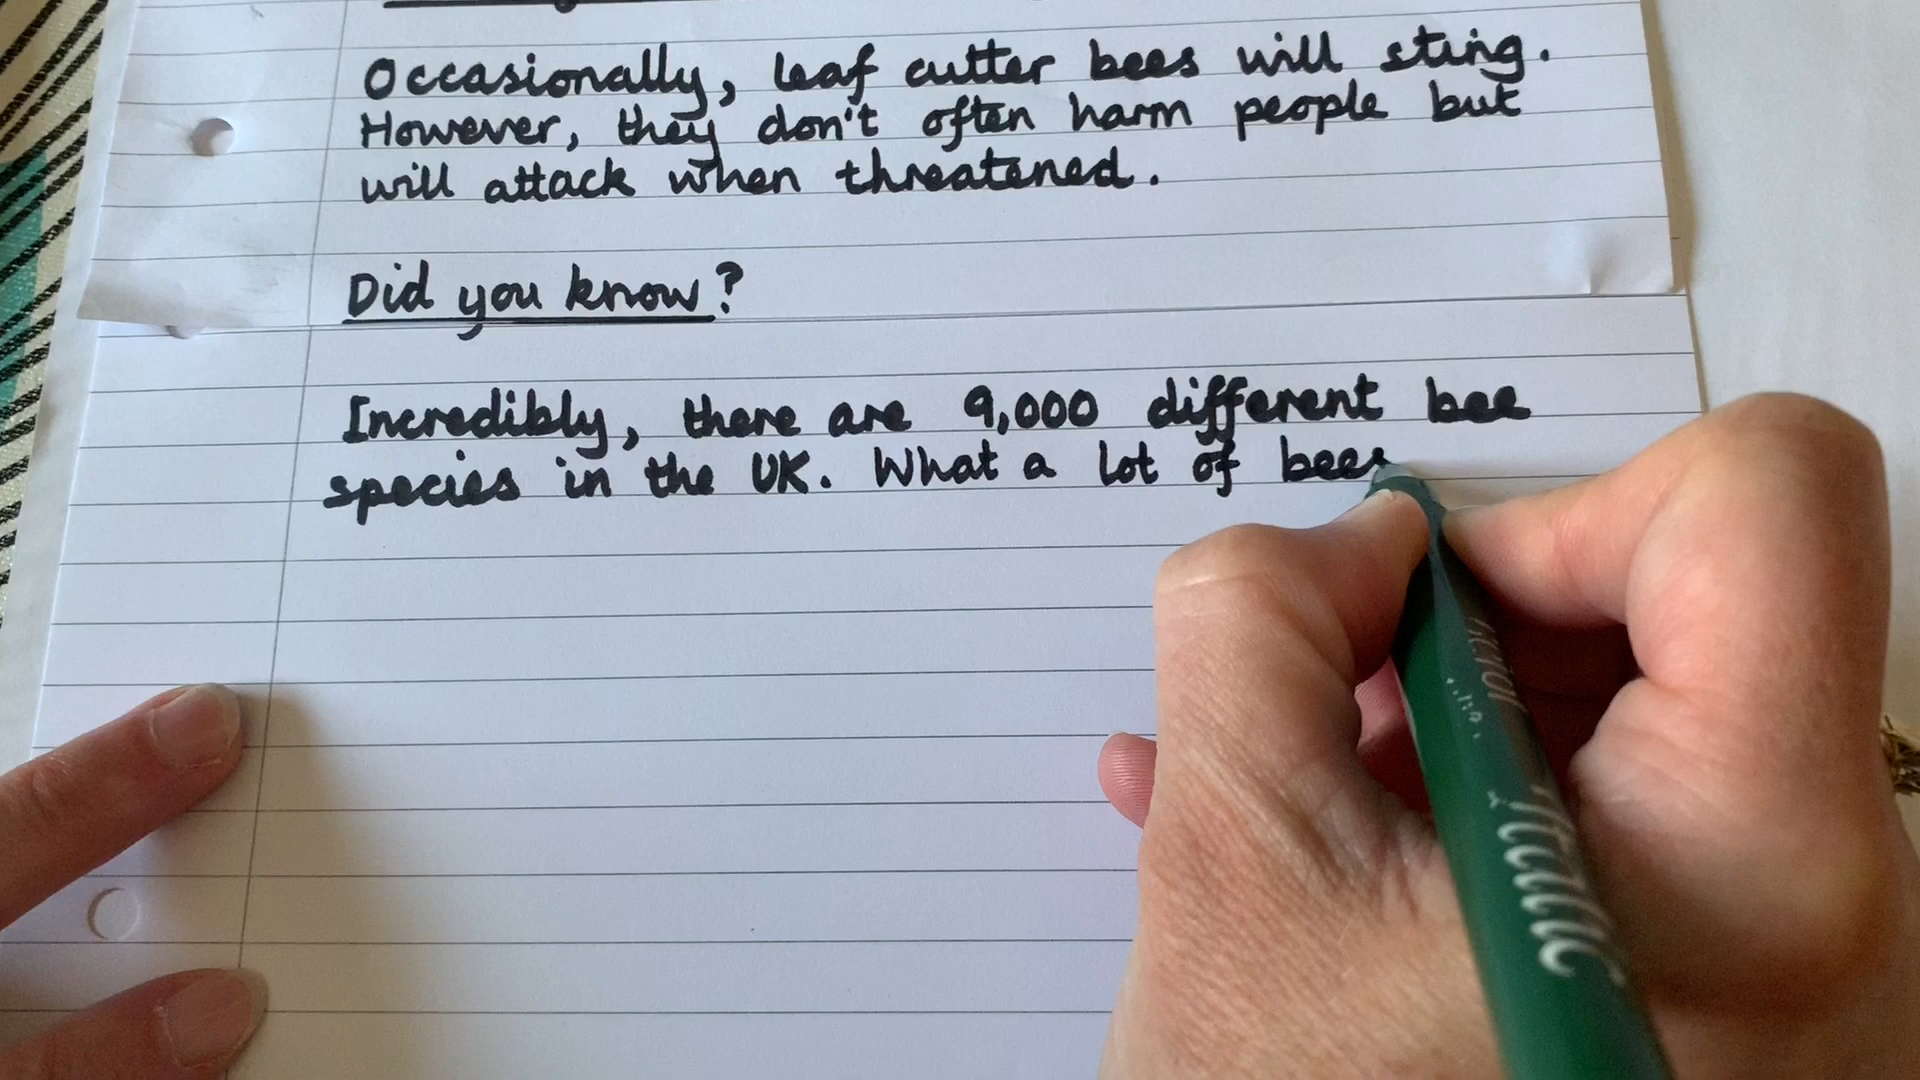 Occasionally, leaf cutter bees will sting.
However, they don't often harm people but
will attack when threatened.
Did you know?
Incredibly, there are 9,000 different bee
species in the UK. What a lot of bees